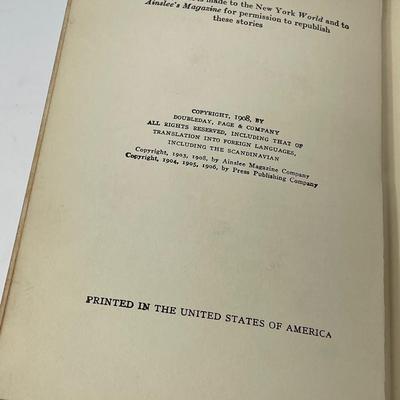 is made to the New York World and to
Ainslee's Magazine for permission to republish
these stories
COPYRIGHT, 1908, BY
DOUBLEDAY, PAGE & COMPANY
ALL RIGHTS RESERVED, INCLUDING THAT OF
TRANSLATION INTO FOREIGN LANGUAGES,
INCLUDING THE SCANDINAVIAN
Copyright, 1903, 1908, by Ainslee Magazine Company
Copyright, 1904, 1905, 1906, by Press Publishing Company
PRINTED IN THE UNITED STATES OF AMERICA